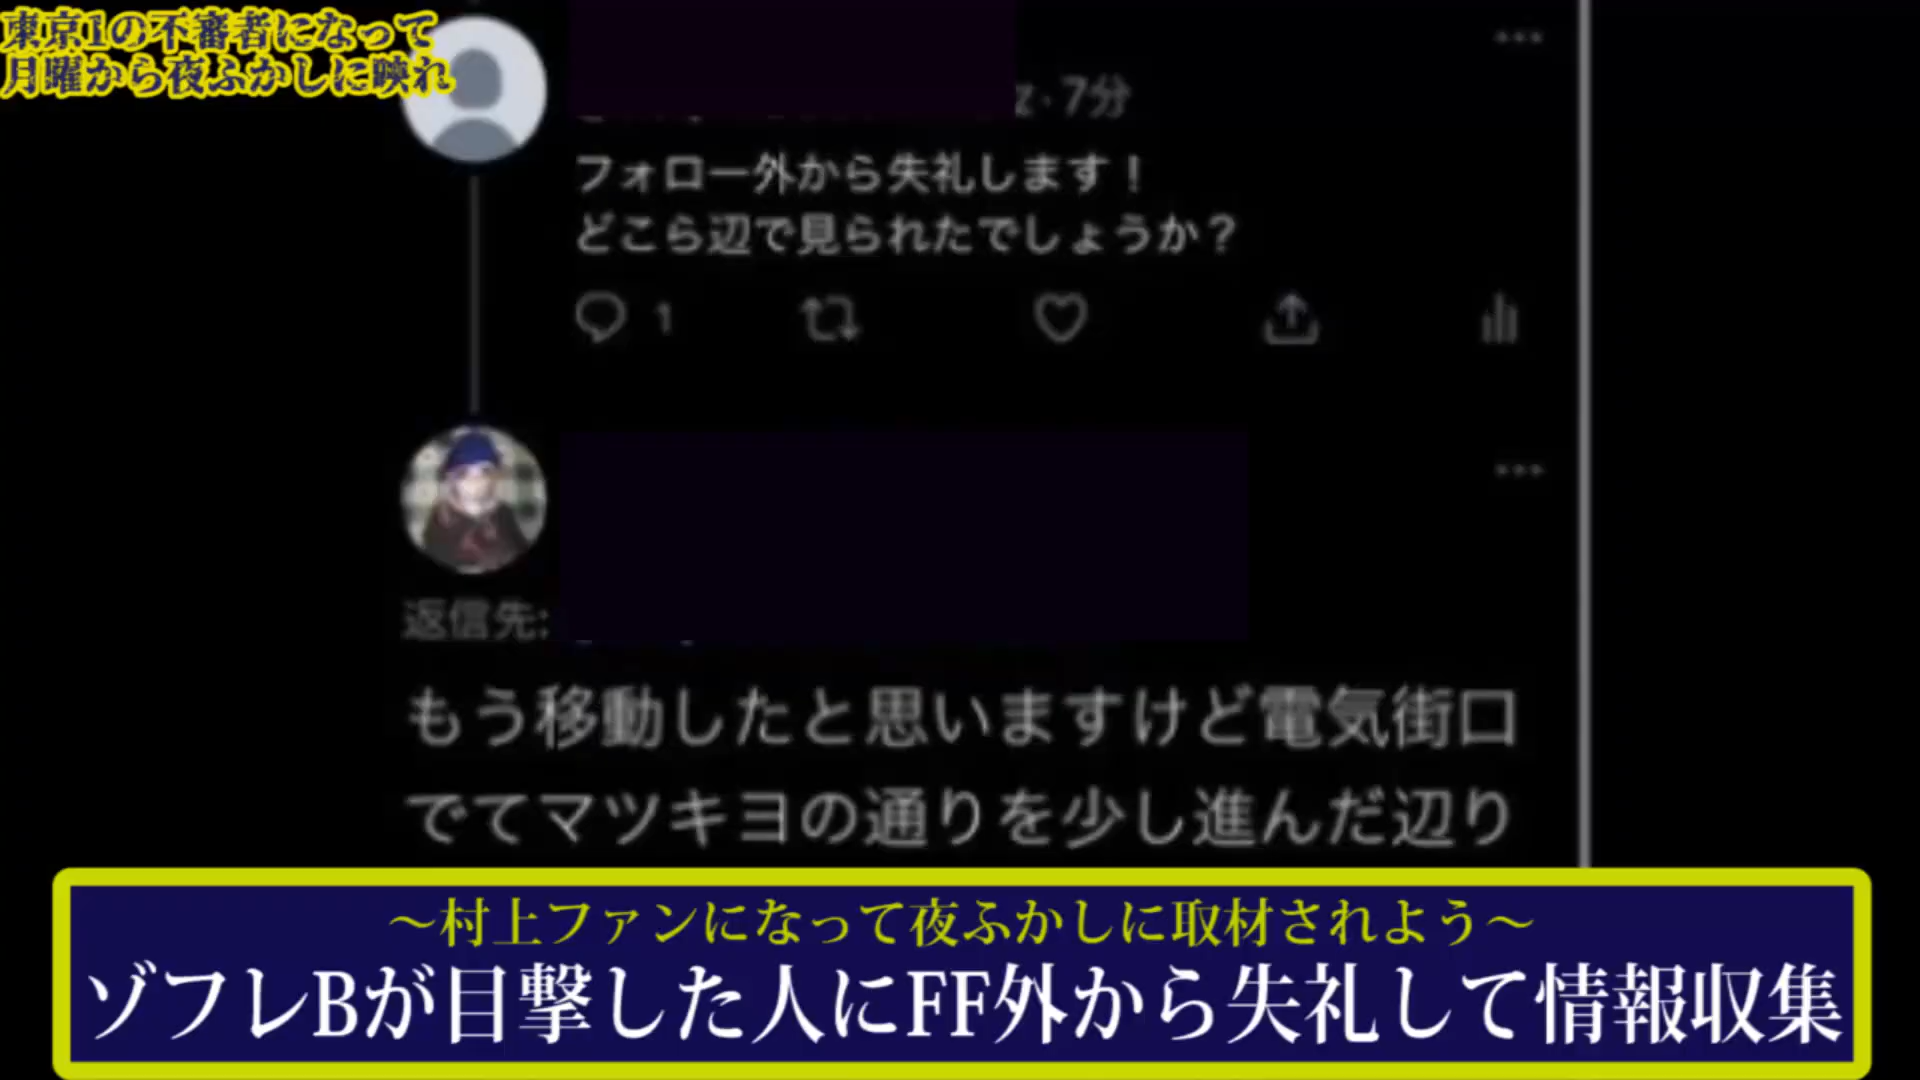 東京1の不審者になって
月曜から夜ふかしに映れ
z・7分
フォロー外から失礼します！
どこら辺で見られたでしょうか？
1
返信先:
もう移動したと思いますけど電気街口
でてマツキヨの通りを少し進んだ辺り
～村上ファンになって夜ふかしに取材されよう～
ゾフレBが目撃した人にFF外から失礼して情報収集